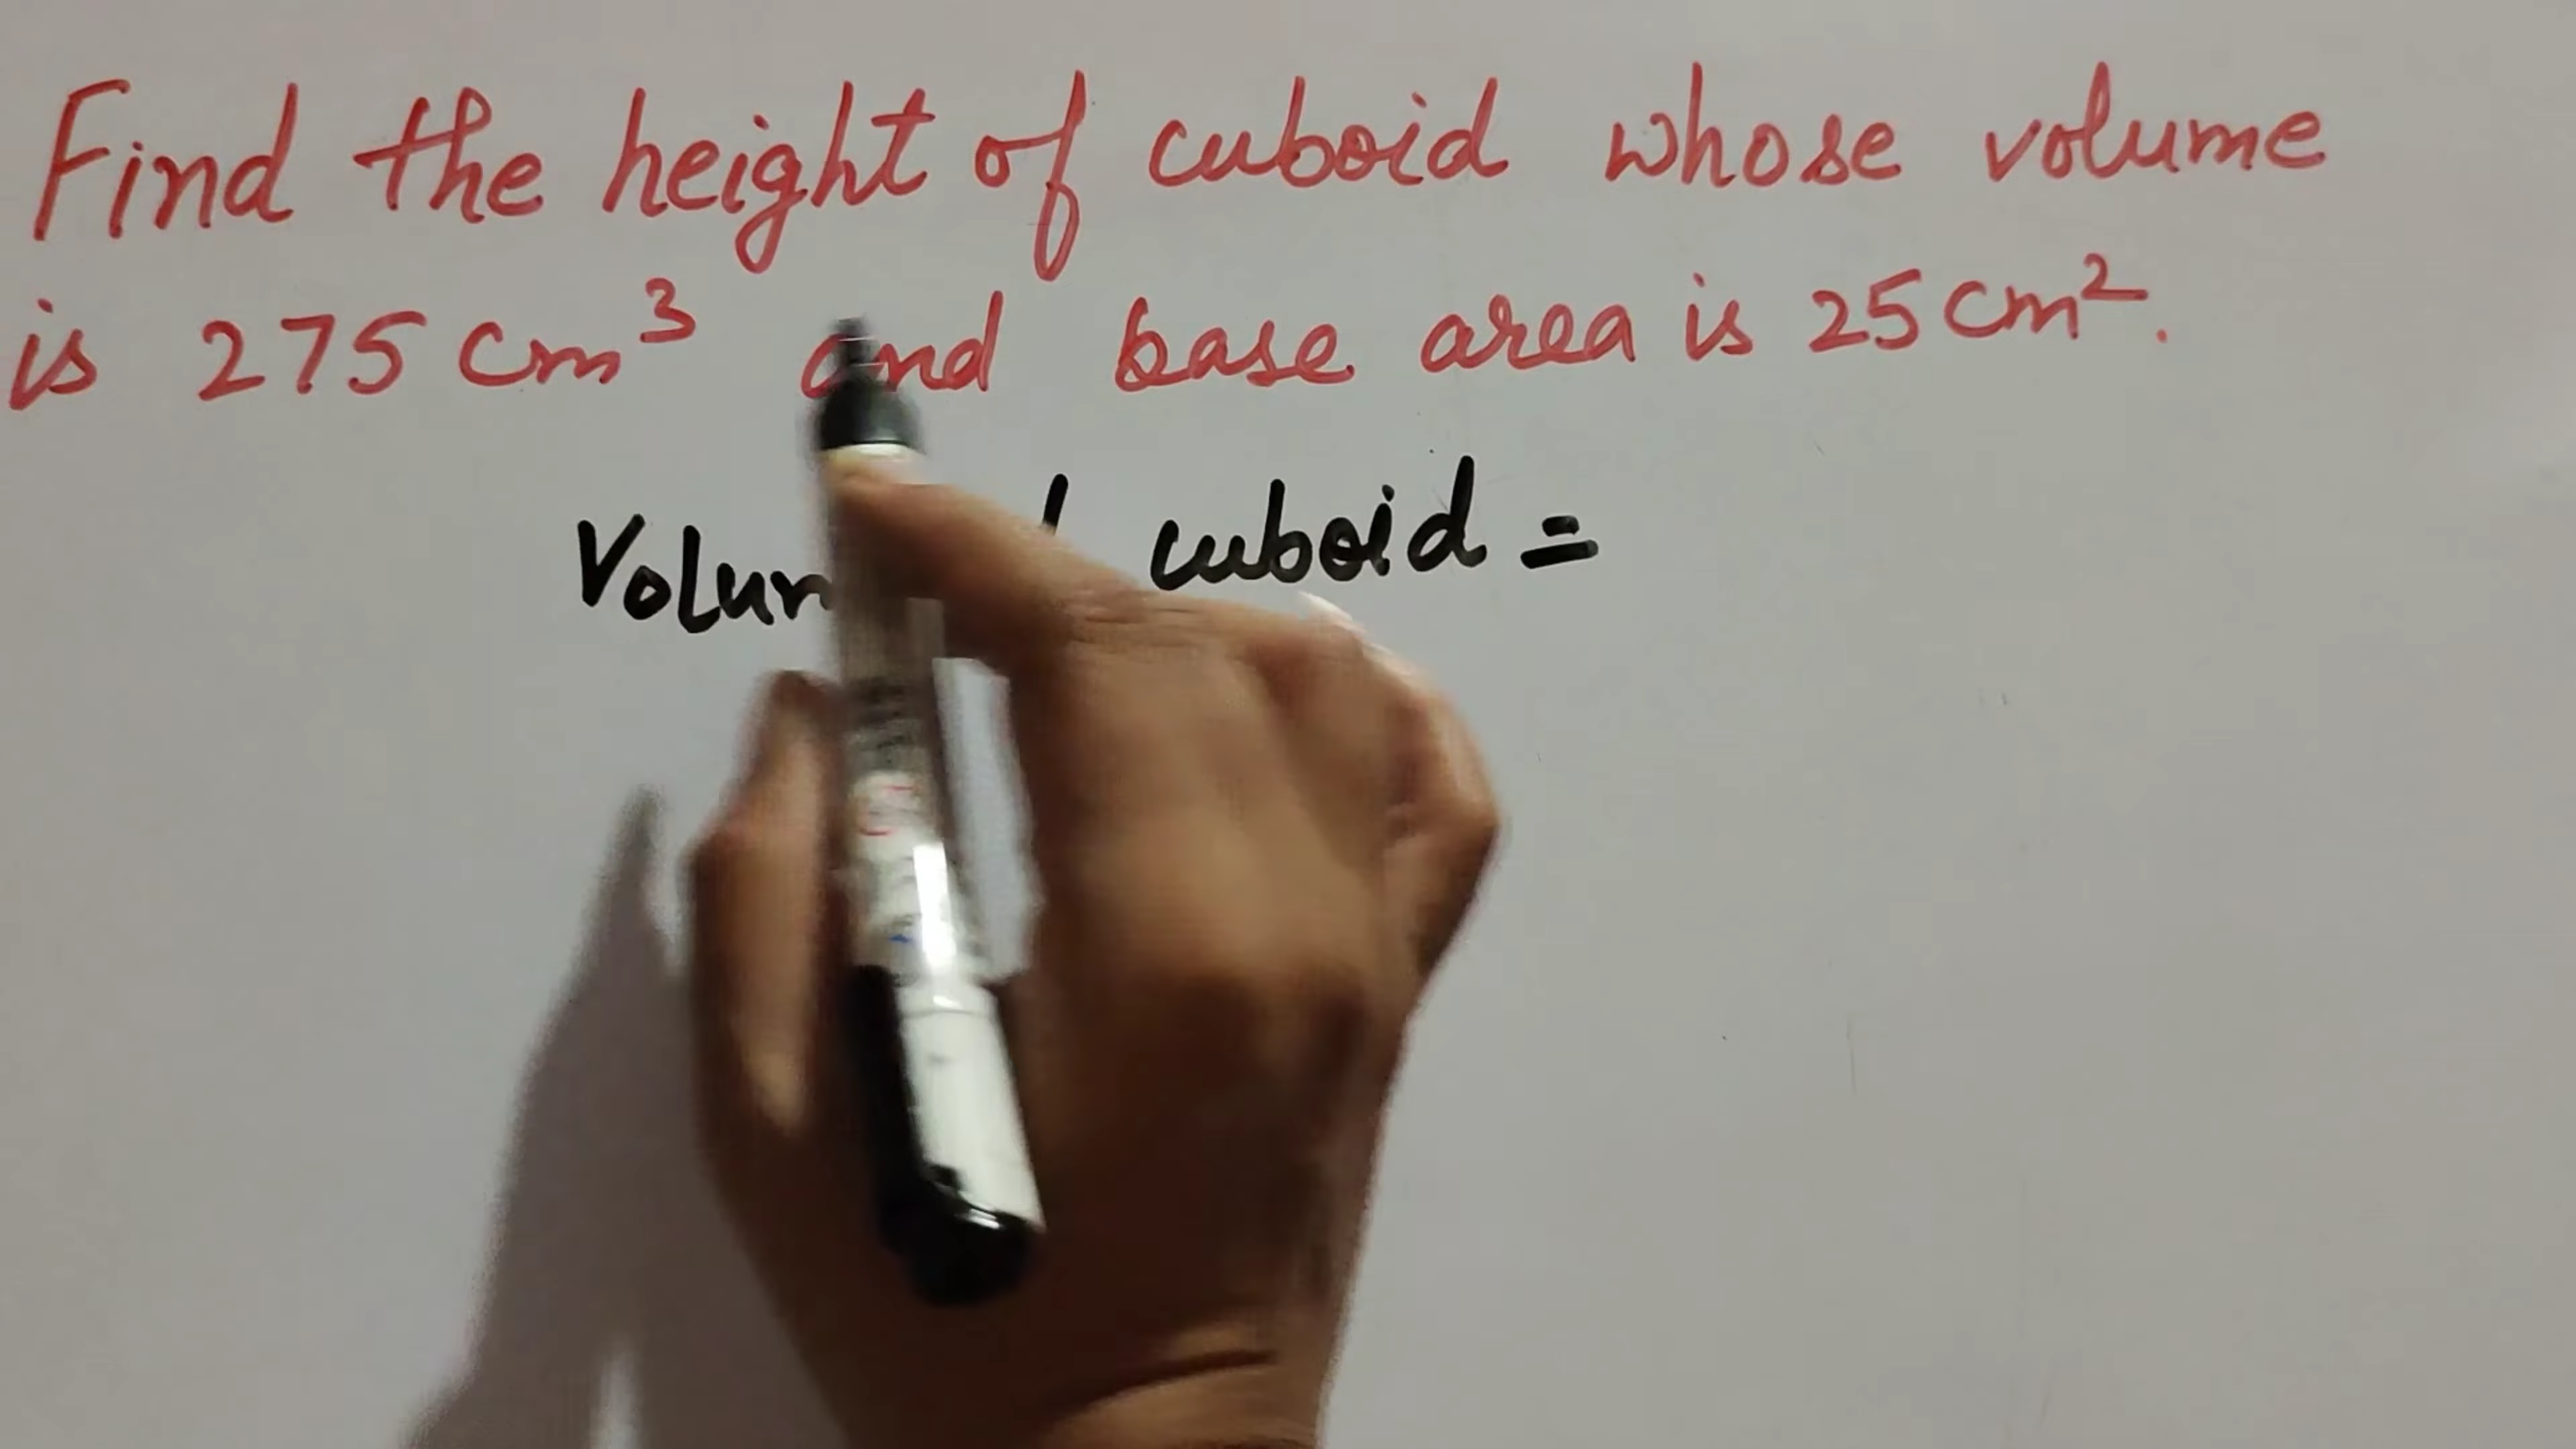 Find the height of cuboid whose volume
is 275 cm³ and base area is 25 cm².
cuboid =